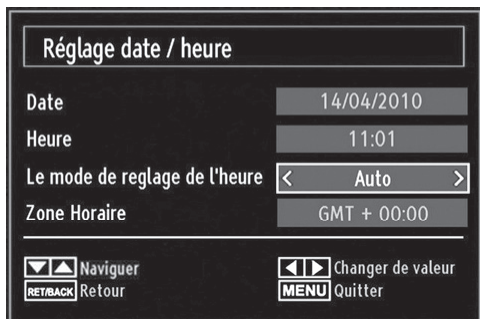 Réglage date / heure
Date 14/04/2010
Heure 11:01
Le mode de reglage de l'heure < Auto >
Zone Horaire GMT + 00:00
▼▲ Naviguer ◀▶ Changer de valeur
RET/BACK Retour MENU Quitter